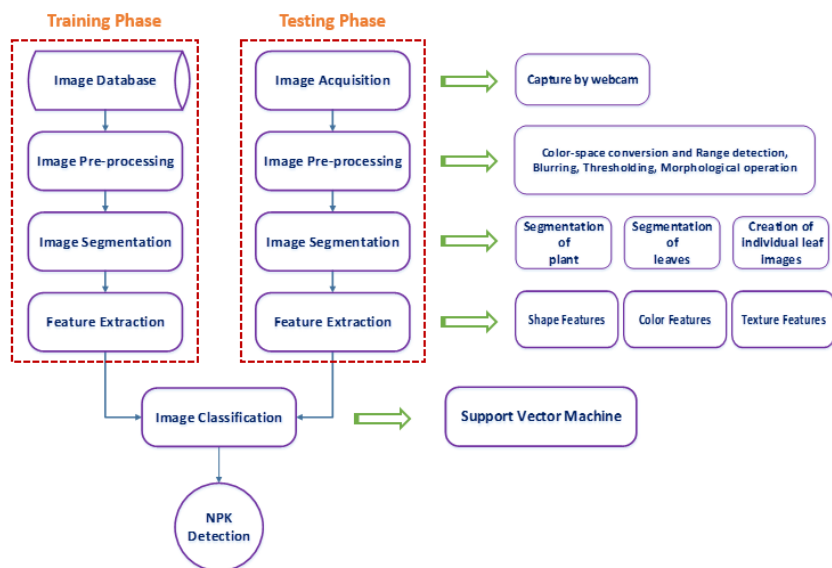 Training Phase
Testing Phase
Image Database
Image Acquisition
Capture by webcam
Image Pre-processing
Image Pre-processing
Color-space conversion and Range detection,
Blurring, Thresholding, Morphological operation
Image Segmentation
Image Segmentation
Segmentation
of
plant
Segmentation
of
leaves
Creation of
individual leaf
images
Feature Extraction
Feature Extraction
Shape Features
Color Features
Texture Features
Image Classification
Support Vector Machine
NPK
Detection